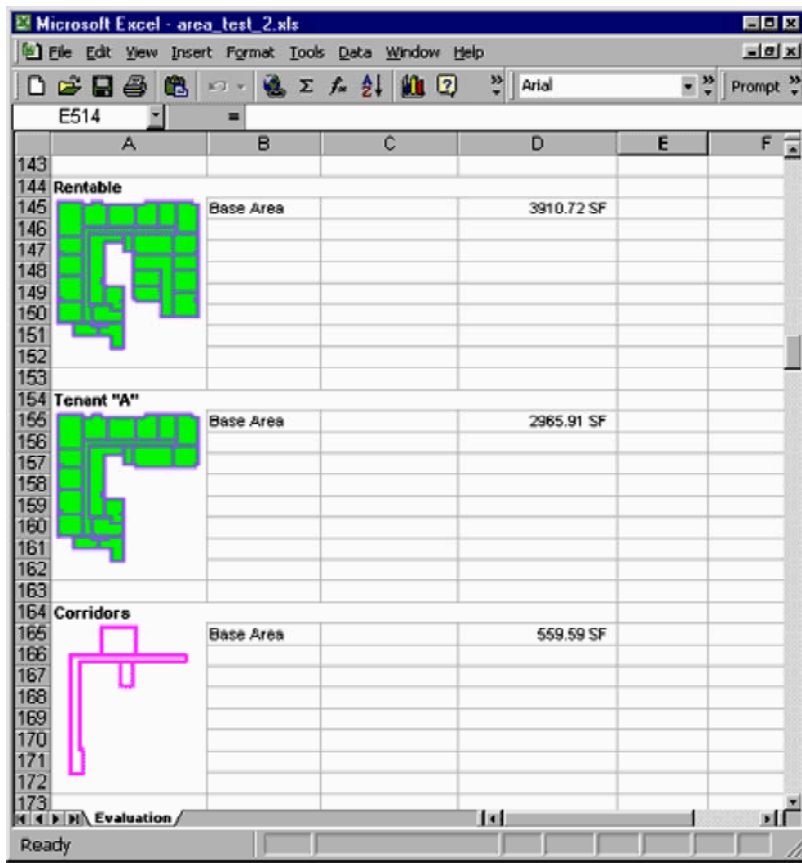 Microsoft Excel - area_test_2.xls
File Edit View Insert Format Tools Data Window Help
Arial Prompt
E514 =
A B C D E F
143
144 Rentable
145 Base Area 3910.72 SF
146
147
148
149
150
151
152
153
154 Tenant "A"
155 Base Area 2965.91 SF
156
157
158
159
160
161
162
163
164 Corridors
165 Base Area 559.59 SF
166
167
168
169
170
171
172
173
Evaluation
Ready